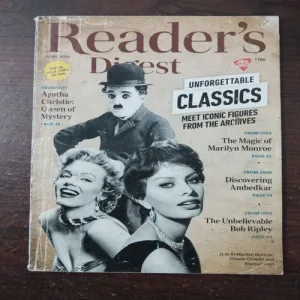 Reader's
Digest
UNFORGETTABLE
CLASSICS
MEET ICONIC FIGURES
FROM THE ARCHIVES
Agatha
Christie:
Queen of
Mystery
The Magic of
Marilyn Monroe
Discovering
Ambedkar
The Unbelievable
Bob Ripley